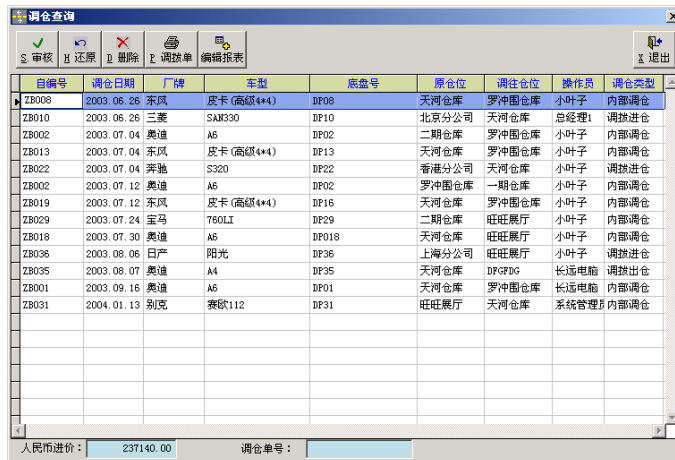 调仓查询
S.审核 H 还原 D 删除 P 调拨单 编辑报表 X 退出
自编号 调仓日期 厂牌 车型 底盘号 原仓位 调往仓位 操作员 调仓类型
ZB008 2003.06.26 东风 皮卡(高级4*4) DP08 天河仓库 罗冲围仓库 小叶子 内部调仓
ZB010 2003.06.26 三菱 SAN330 DP10 北京分公司 天河仓库 总经理1 调拨进仓
ZB002 2003.07.04 奥迪 A6 DP02 二期仓库 罗冲围仓库 小叶子 内部调仓
ZB013 2003.07.04 东风 皮卡(高级4*4) DP13 天河仓库 罗冲围仓库 小叶子 内部调仓
ZB022 2003.07.04 奔驰 S320 DP22 香港分公司 天河仓库 小叶子 调拨进仓
ZB002 2003.07.12 奥迪 A6 DP02 罗冲围仓库 一期仓库 小叶子 内部调仓
ZB019 2003.07.12 东风 皮卡(高级4*4) DP16 天河仓库 罗冲围仓库 小叶子 内部调仓
ZB029 2003.07.24 宝马 760LI DP29 二期仓库 旺旺展厅 小叶子 内部调仓
ZB018 2003.07.30 奥迪 A6 DP018 天河仓库 旺旺展厅 小叶子 内部调仓
ZB036 2003.08.06 日产 阳光 DP36 上海分公司 旺旺展厅 小叶子 调拨进仓
ZB035 2003.08.07 奥迪 A4 DP35 天河仓库 DFGFDG 长远电脑 调拨出仓
ZB001 2003.09.16 奥迪 A6 DP01 天河仓库 罗冲围仓库 长远电脑 内部调仓
ZB031 2004.01.13 别克 赛欧112 DP31 旺旺展厅 天河仓库 系统管理员 内部调仓
人民币进价： 237140.00 调仓单号：